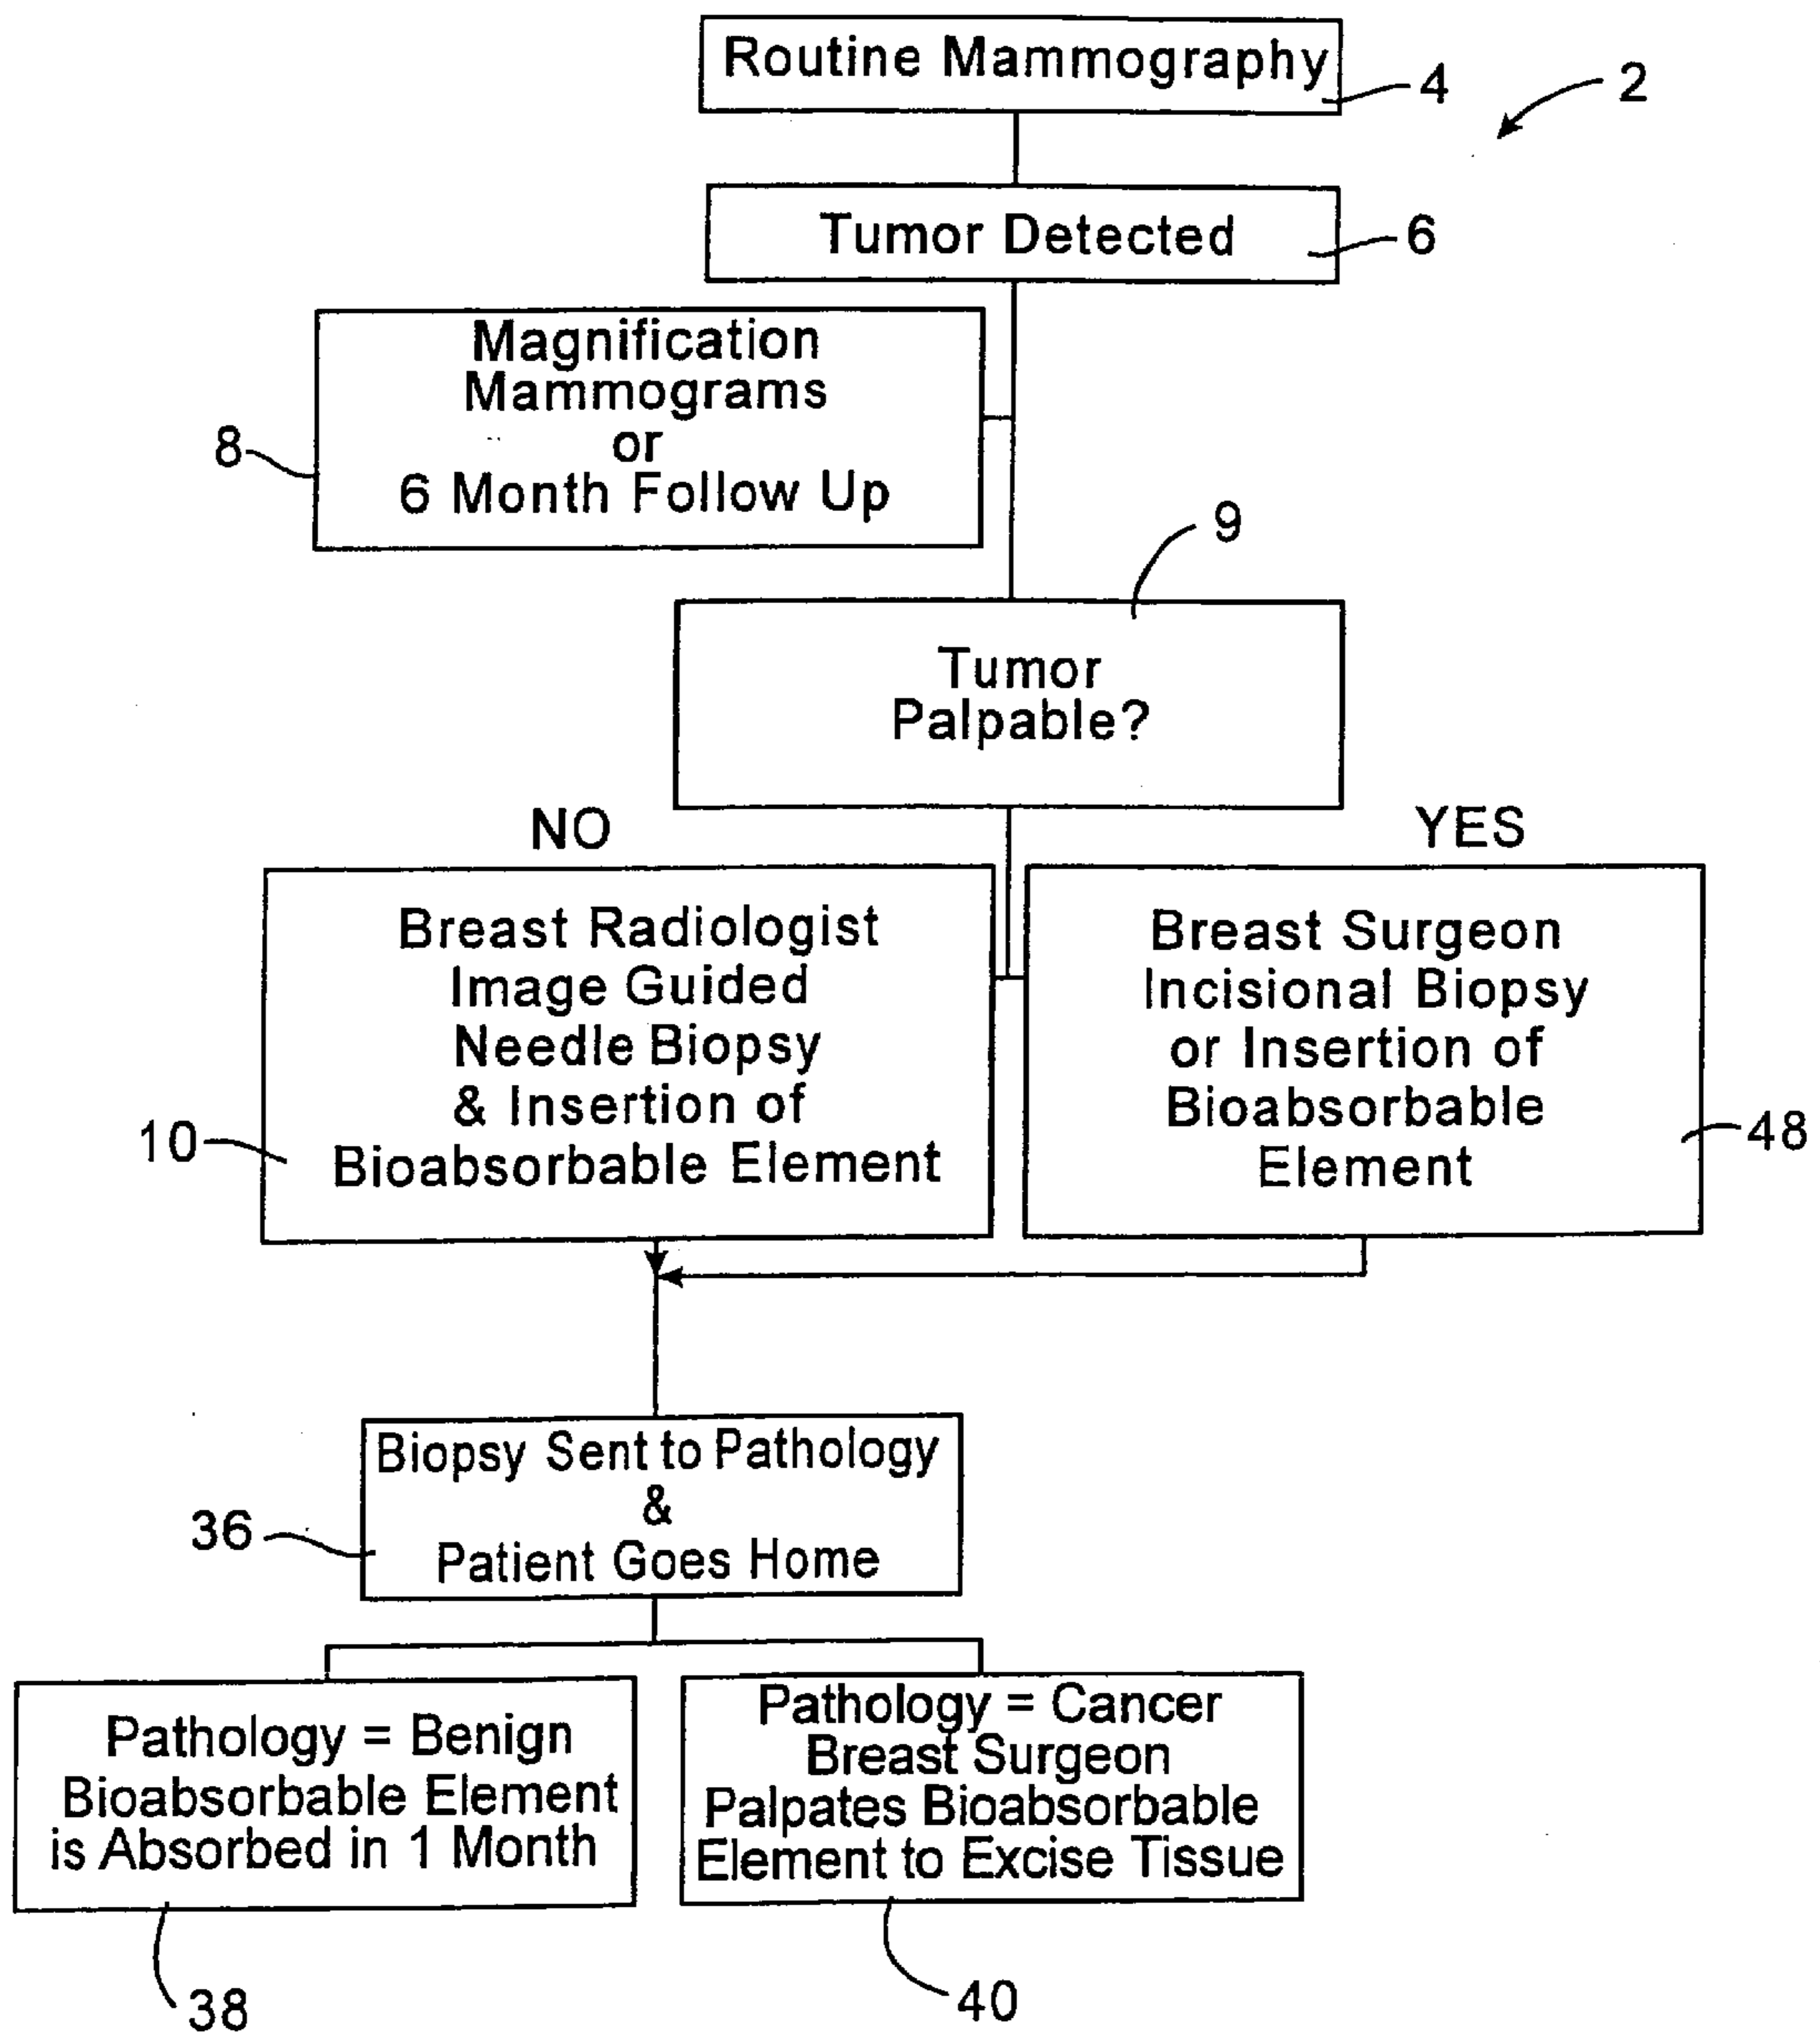 Routine Mammography
4
2
Tumor Detected
6
Magnification
Mammograms
or
6 Month Follow Up
8
9
Tumor
Palpable?
NO
YES
Breast Radiologist
Image Guided
Needle Biopsy
& Insertion of
Bioabsorbable Element
10
Breast Surgeon
Incisional Biopsy
or Insertion of
Bioabsorbable
Element
48
Biopsy Sent to Pathology
&
Patient Goes Home
36
Pathology = Benign
Bioabsorbable Element
is Absorbed in 1 Month
38
Pathology = Cancer
Breast Surgeon
Palpates Bioabsorbable
Element to Excise Tissue
40